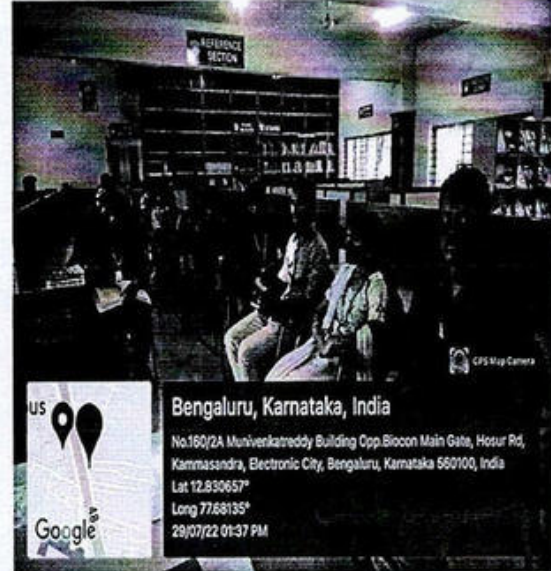 REFERENCE
SECTION
GPS Map Camera
us
Google
Bengaluru, Karnataka, India
No.160/2A Munivenkatreddy Building Opp.Biocon Main Gate, Hosur Rd,
Kammasandra, Electronic City, Bengaluru, Karnataka 560100, India
Lat 12.830657°
Long 77.68135°
29/07/22 01:37 PM